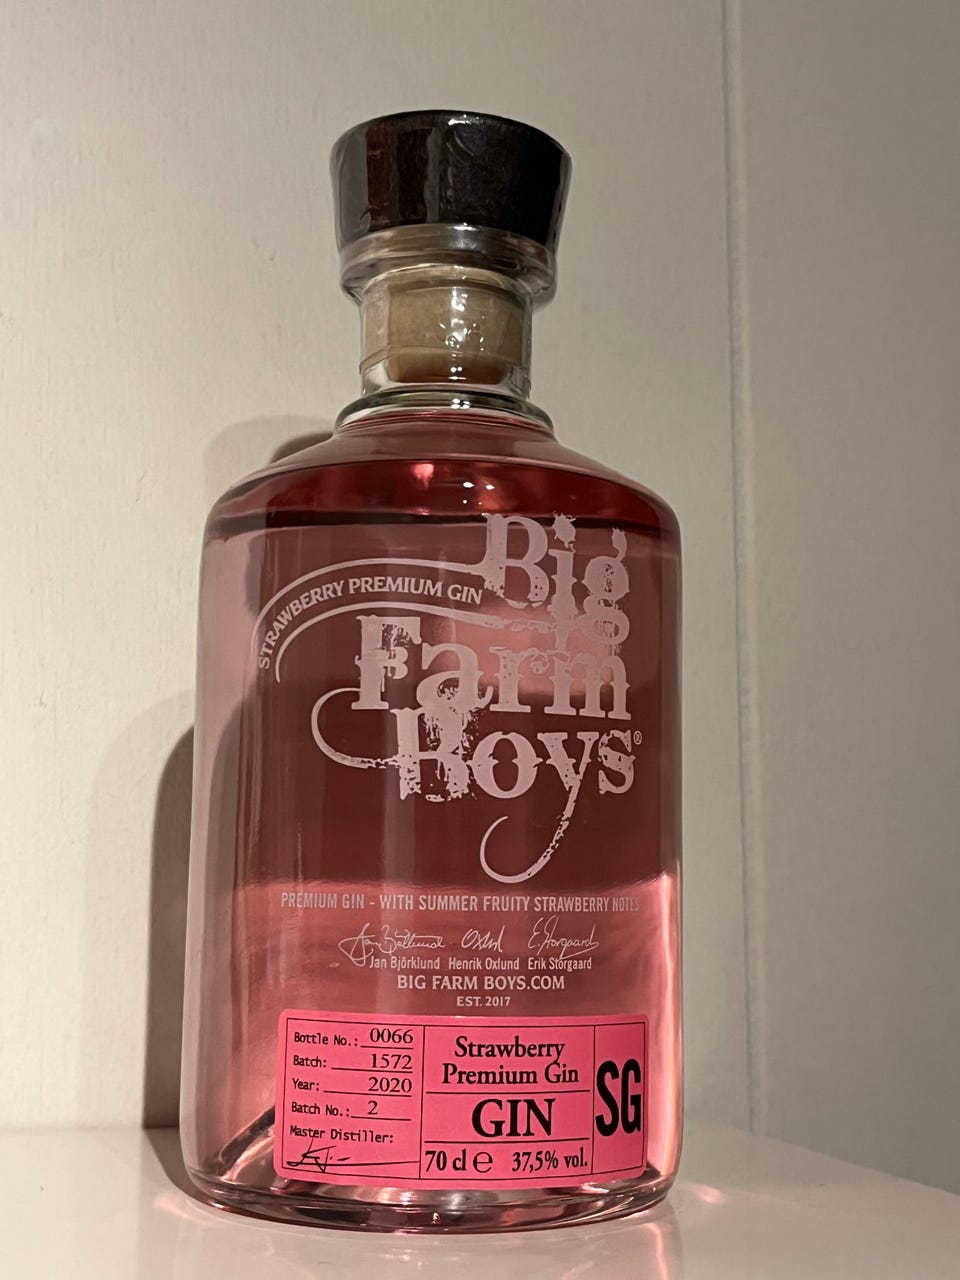 STRAWBERRY PREMIUM GIN
Big
Farm
Boys®
PREMIUM GIN - WITH SUMMER FRUITY STRAWBERRY NOTES
Jan Björklund Henrik Oxlund Erik Storgaard
BIG FARM BOYS.COM
EST. 2017
Bottle No.: 0066
Batch: 1572
Year: 2020
Batch No.: 2
Master Distiller:
Strawberry
Premium Gin
GIN
70 cl ℮ 37,5% vol.
SG